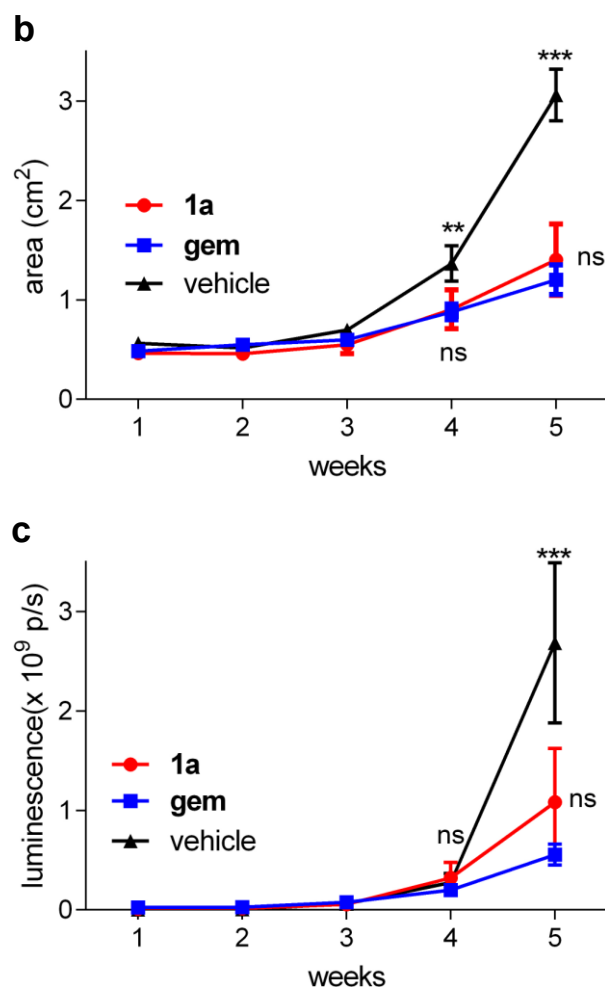 b
area (cm²)
3
2
1
0
1a
gem
vehicle
**
***
ns
ns
1 2 3 4 5
weeks
c
luminescence(x 10⁹ p/s)
3
2
1
0
1a
gem
vehicle
ns
***
ns
1 2 3 4 5
weeks